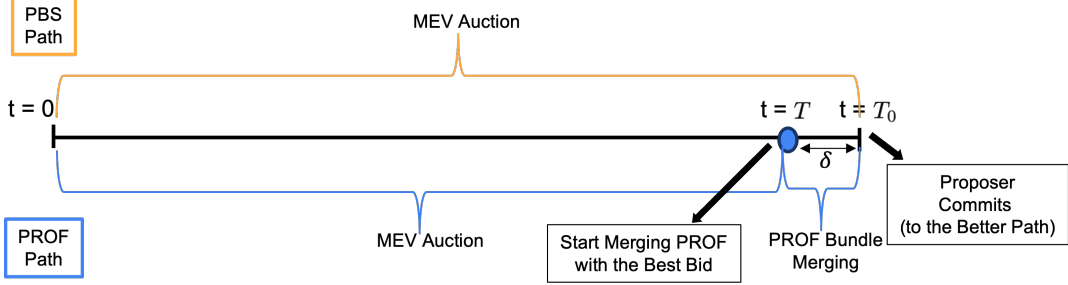 PBS
Path
MEV Auction
t = 0
t = T
t = T₀
δ
Proposer
Commits
(to the Better Path)
PROF
Path
MEV Auction
Start Merging PROF
with the Best Bid
PROF Bundle
Merging